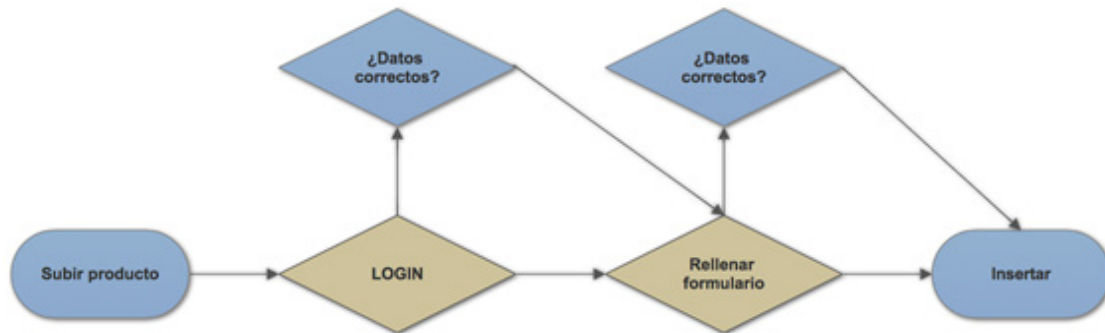 ¿Datos
correctos?
¿Datos
correctos?
Subir producto
LOGIN
Rellenar
formulario
Insertar